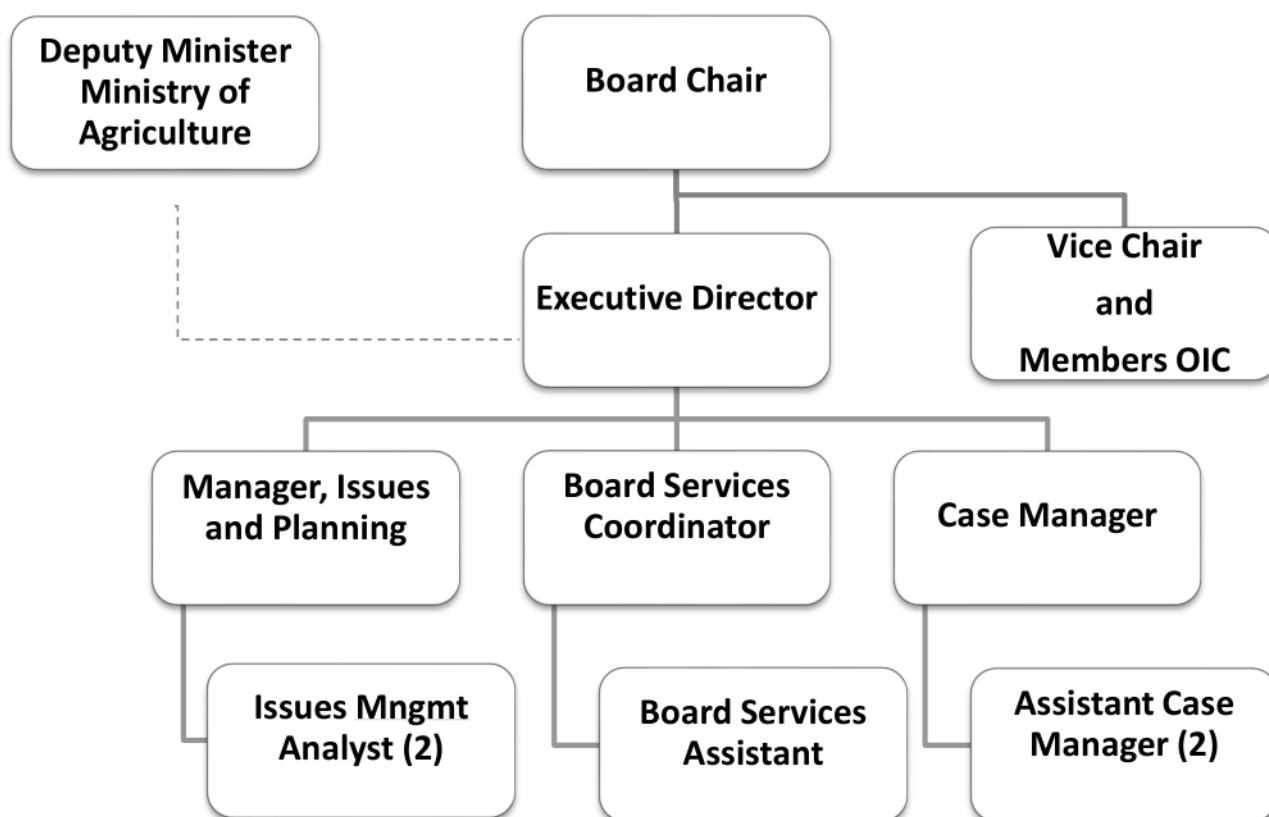 Deputy Minister
Ministry of
Agriculture
Board Chair
Executive Director
Vice Chair
and
Members OIC
Manager, Issues
and Planning
Board Services
Coordinator
Case Manager
Issues Mngmt
Analyst (2)
Board Services
Assistant
Assistant Case
Manager (2)